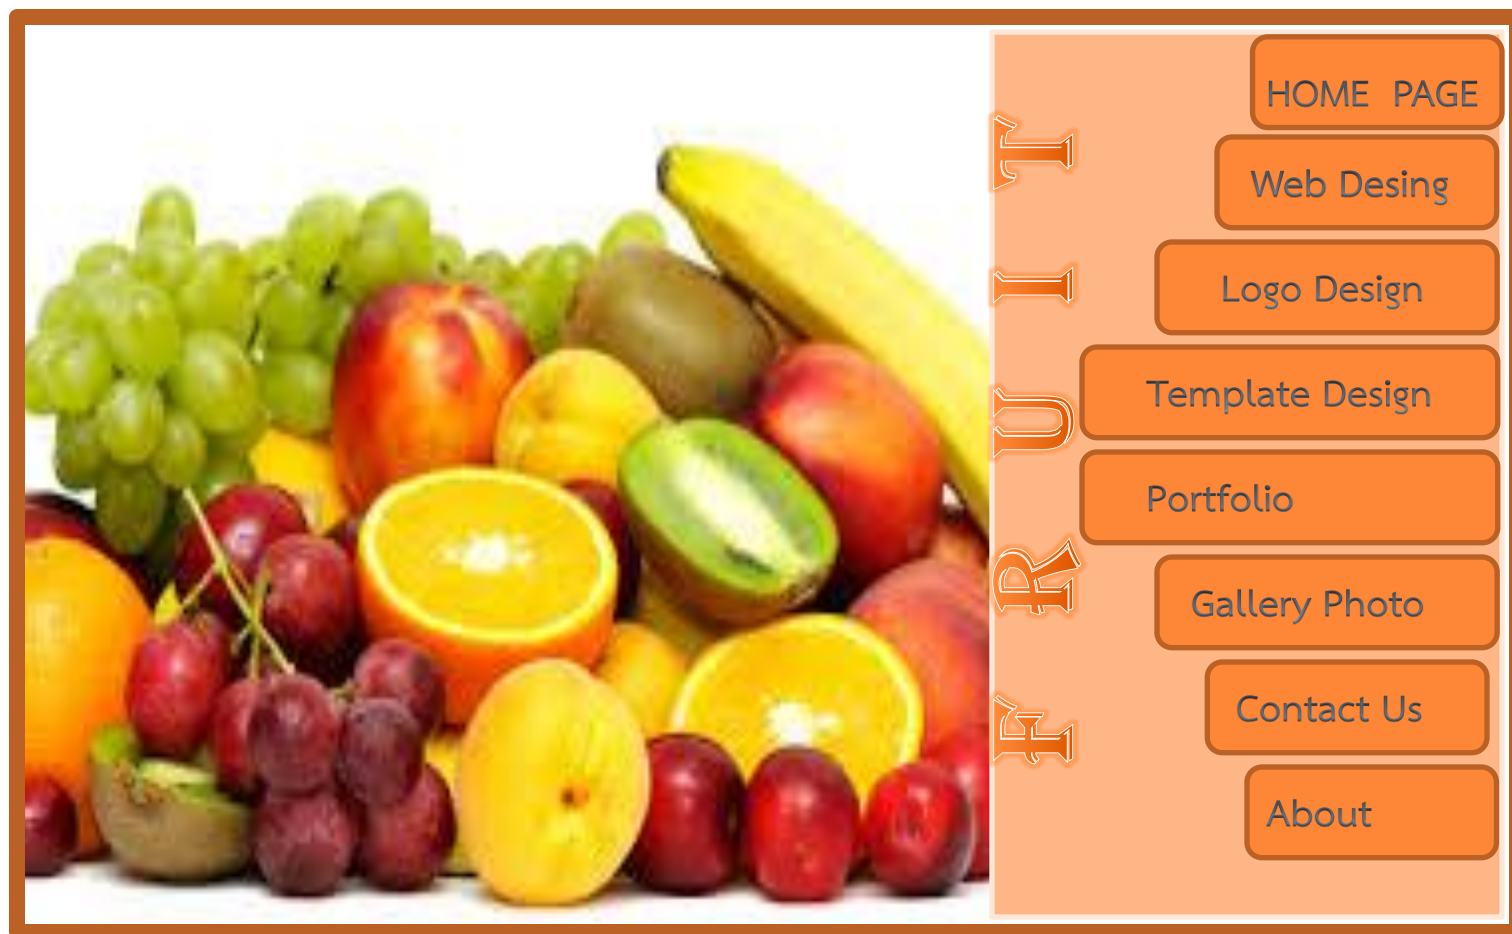 FRUIT
HOME PAGE
Web Desing
Logo Design
Template Design
Portfolio
Gallery Photo
Contact Us
About